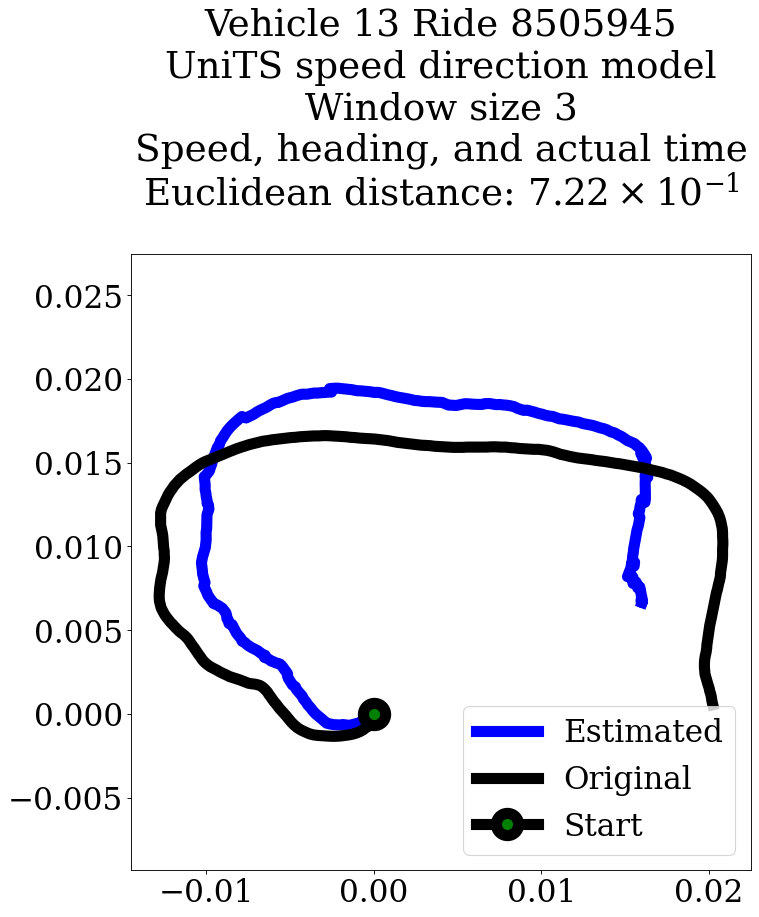 Vehicle 13 Ride 8505945
UniTS speed direction model
Window size 3
Speed, heading, and actual time
Euclidean distance: 7.22 × 10⁻¹
0.025
0.020
0.015
0.010
0.005
0.000
−0.005
−0.01 0.00 0.01 0.02
Estimated
Original
Start